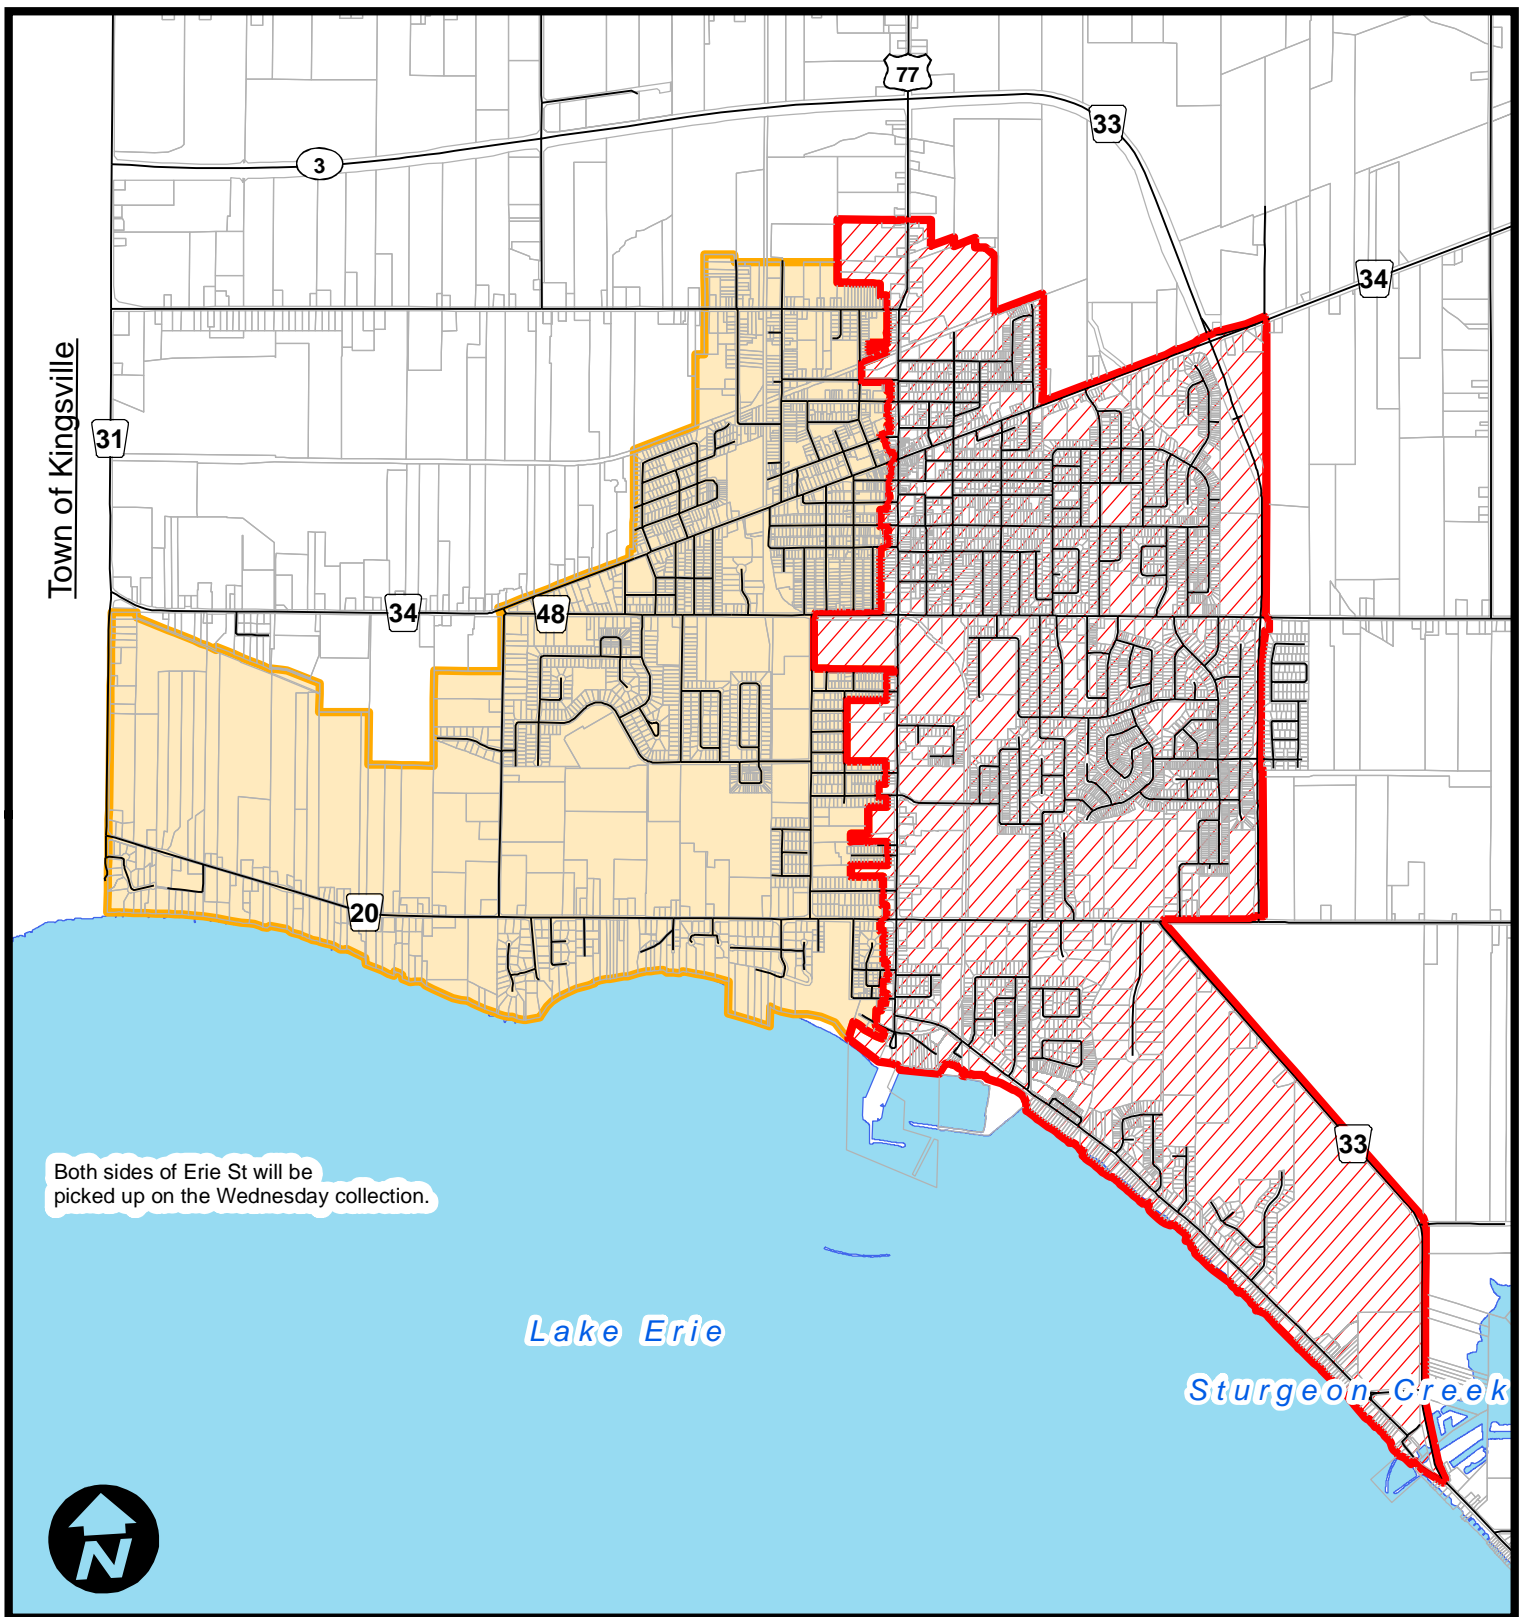 77
33
3
34
Town of Kingsville
31
34
48
20
33
Both sides of Erie St will be
picked up on the Wednesday collection.
Lake Erie
Sturgeon Creek
N